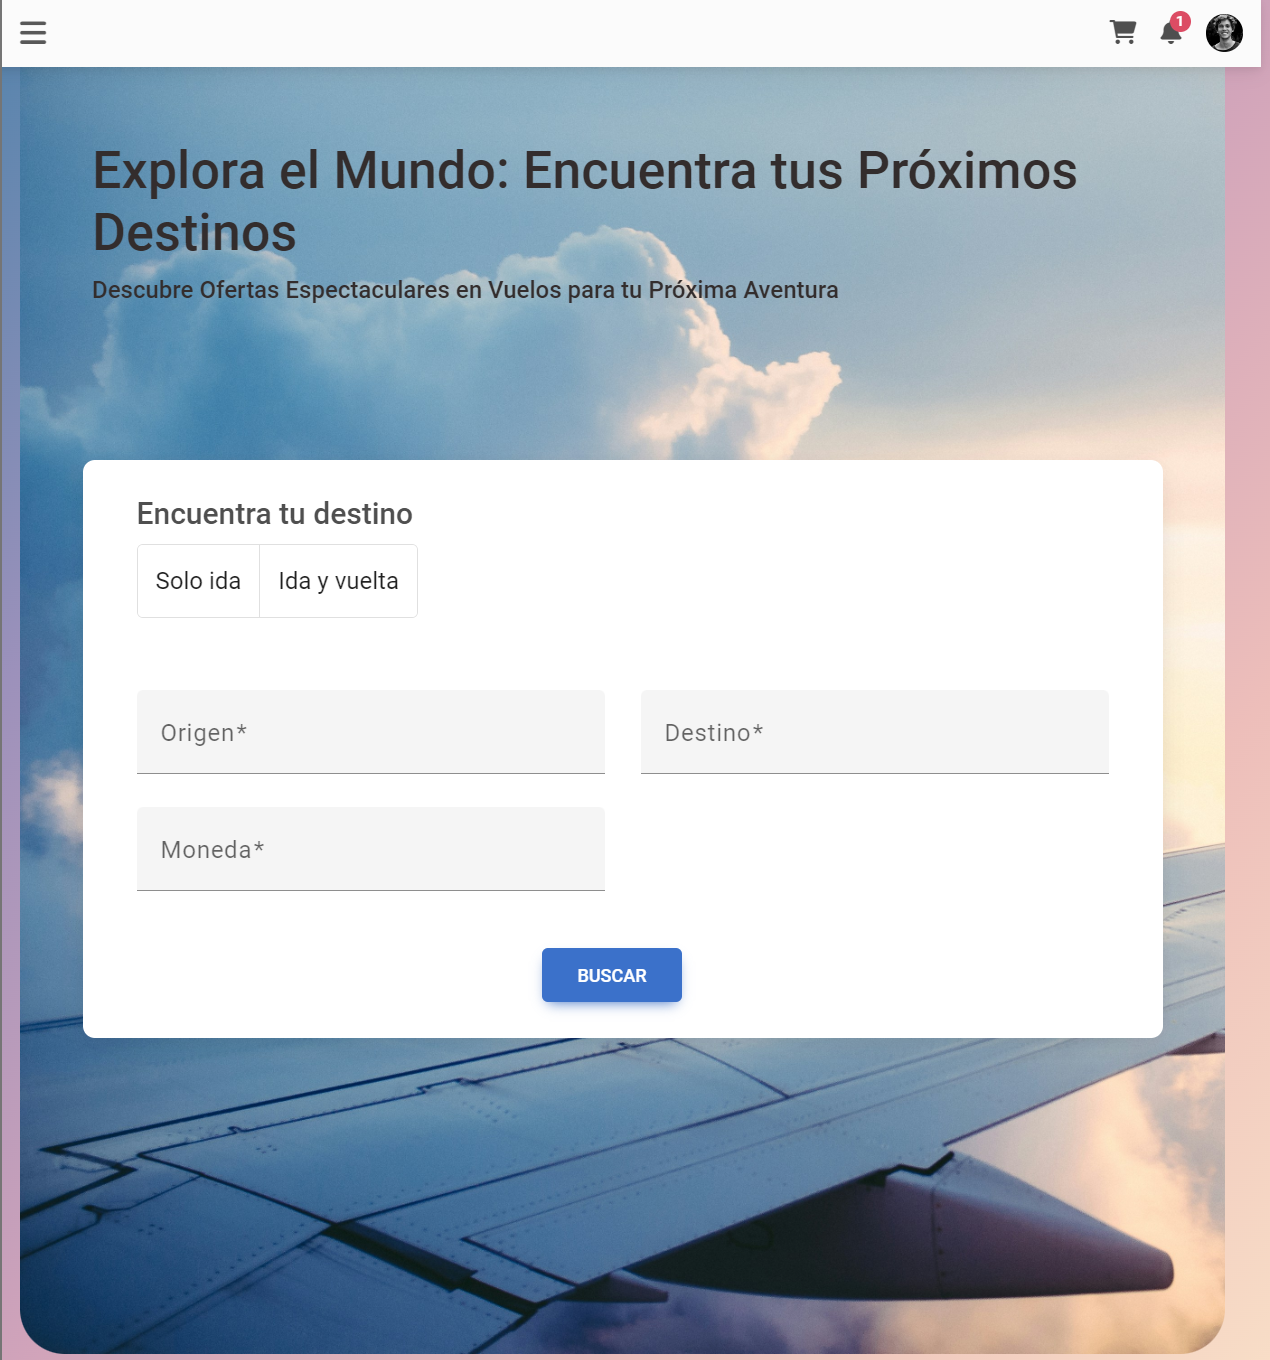 1
Explora el Mundo: Encuentra tus Próximos
Destinos
Descubre Ofertas Espectaculares en Vuelos para tu Próxima Aventura
Encuentra tu destino
Solo ida
Ida y vuelta
Origen*
Destino*
Moneda*
BUSCAR